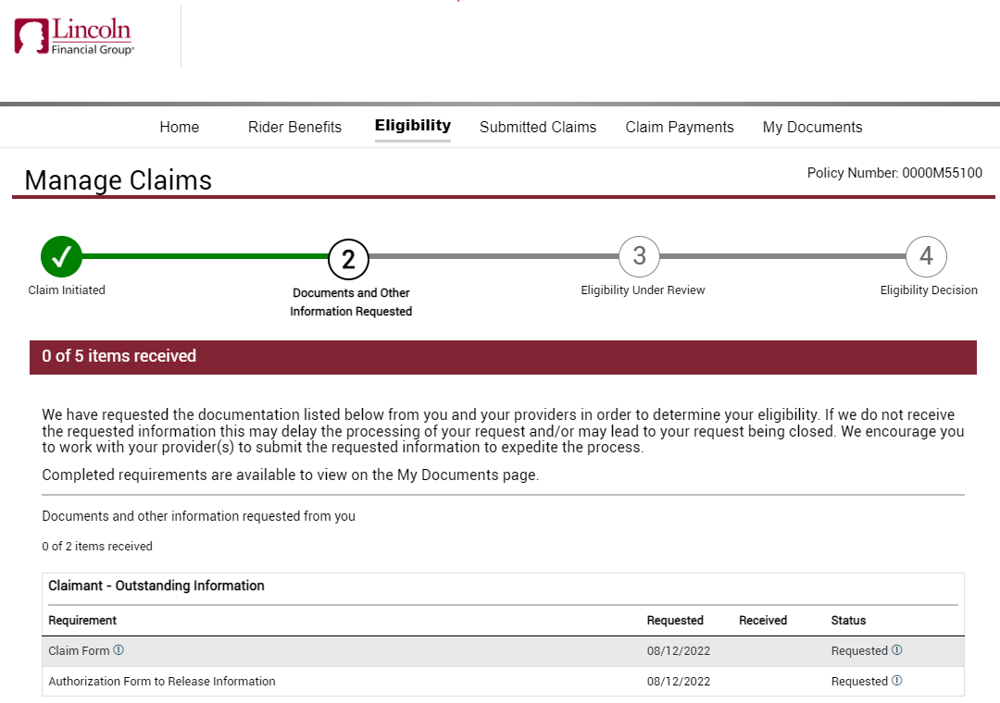 Lincoln
Financial Group®
Home Rider Benefits Eligibility Submitted Claims Claim Payments My Documents
Manage Claims
Policy Number: 0000M55100
2 3 4
Claim Initiated
Documents and Other
Information Requested
Eligibility Under Review
Eligibility Decision
0 of 5 items received
We have requested the documentation listed below from you and your providers in order to determine your eligibility. If we do not receive
the requested information this may delay the processing of your request and/or may lead to your request being closed. We encourage you
to work with your provider(s) to submit the requested information to expedite the process.
Completed requirements are available to view on the My Documents page.
Documents and other information requested from you
0 of 2 items received
Claimant - Outstanding Information
Requirement Requested Received Status
Claim Form 08/12/2022 Requested
Authorization Form to Release Information 08/12/2022 Requested